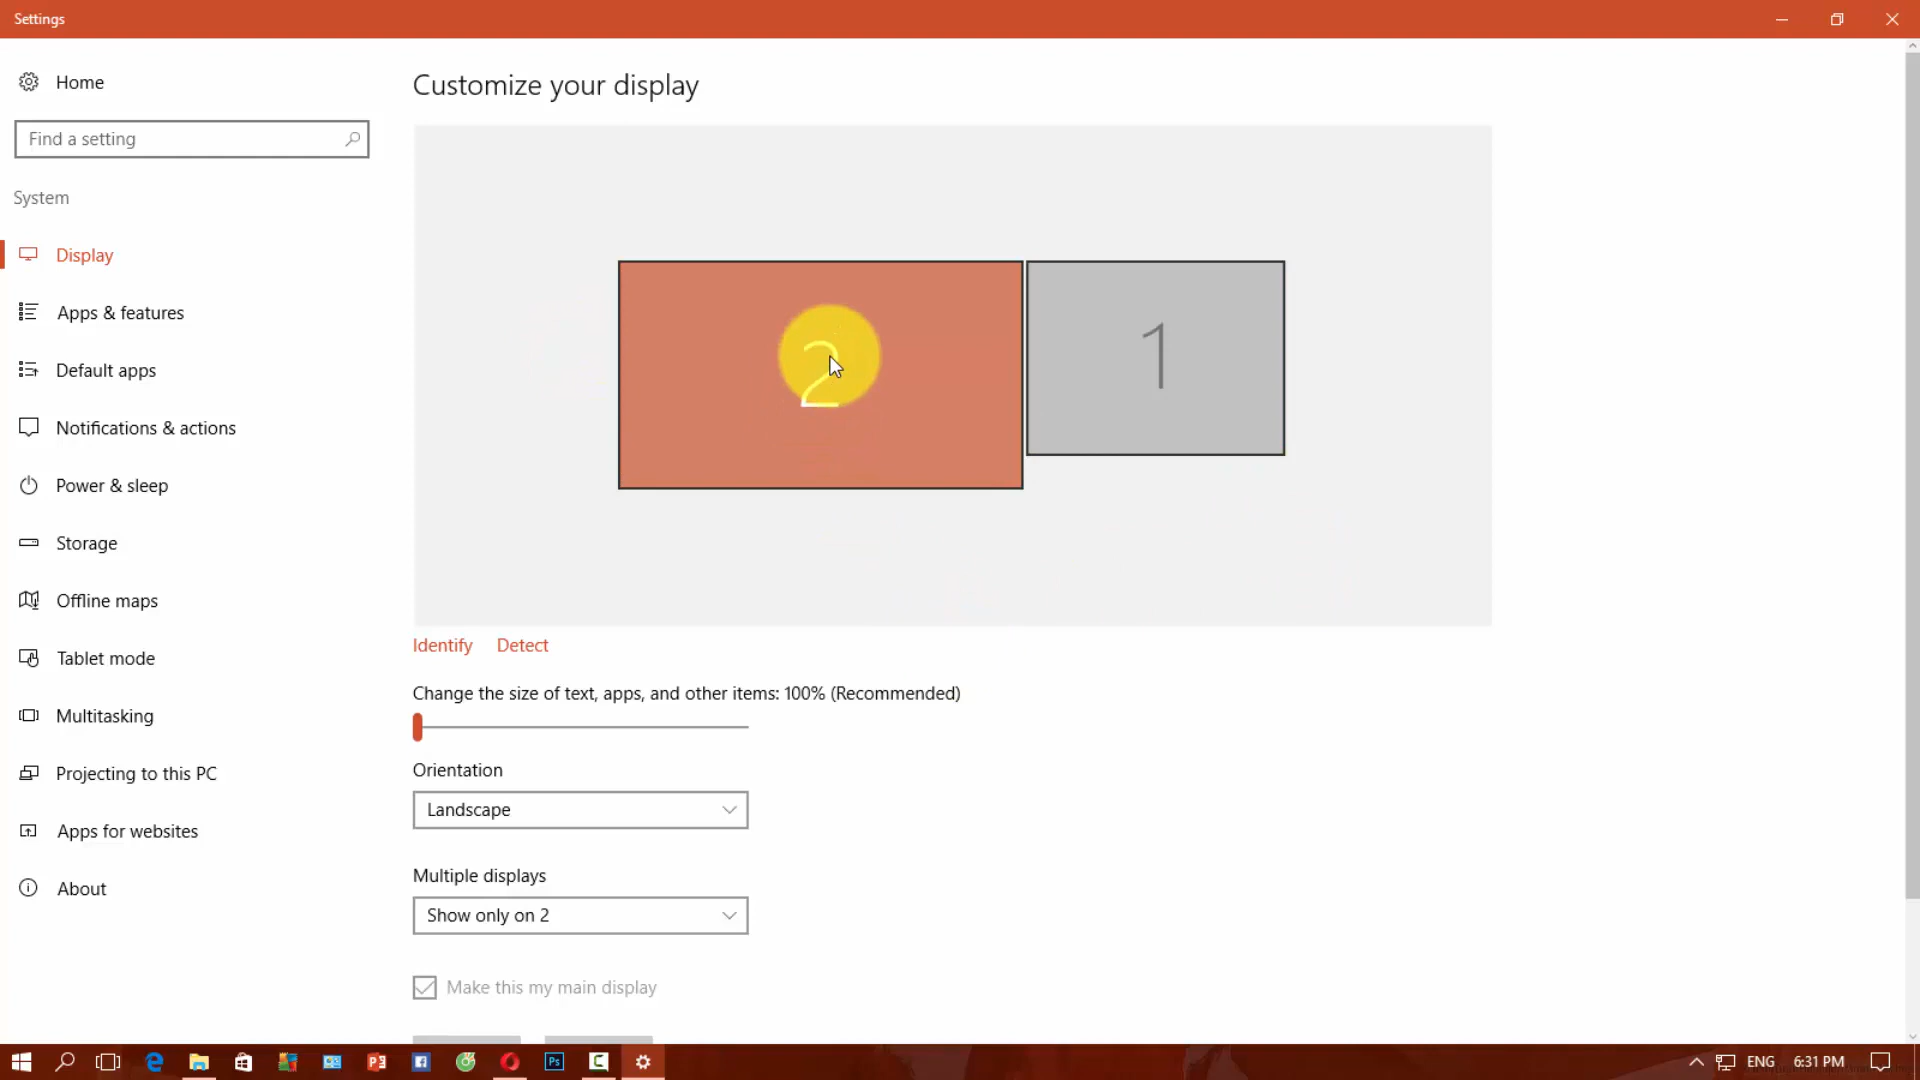 Settings
Home
Find a setting
System
Display
Apps & features
Default apps
Notifications & actions
Power & sleep
Storage
Offline maps
Tablet mode
Multitasking
Projecting to this PC
Apps for websites
About
Customize your display
2
1
Identify Detect
Change the size of text, apps, and other items: 100% (Recommended)
Orientation
Landscape
Multiple displays
Show only on 2
Make this my main display
ENG 6:31 PM